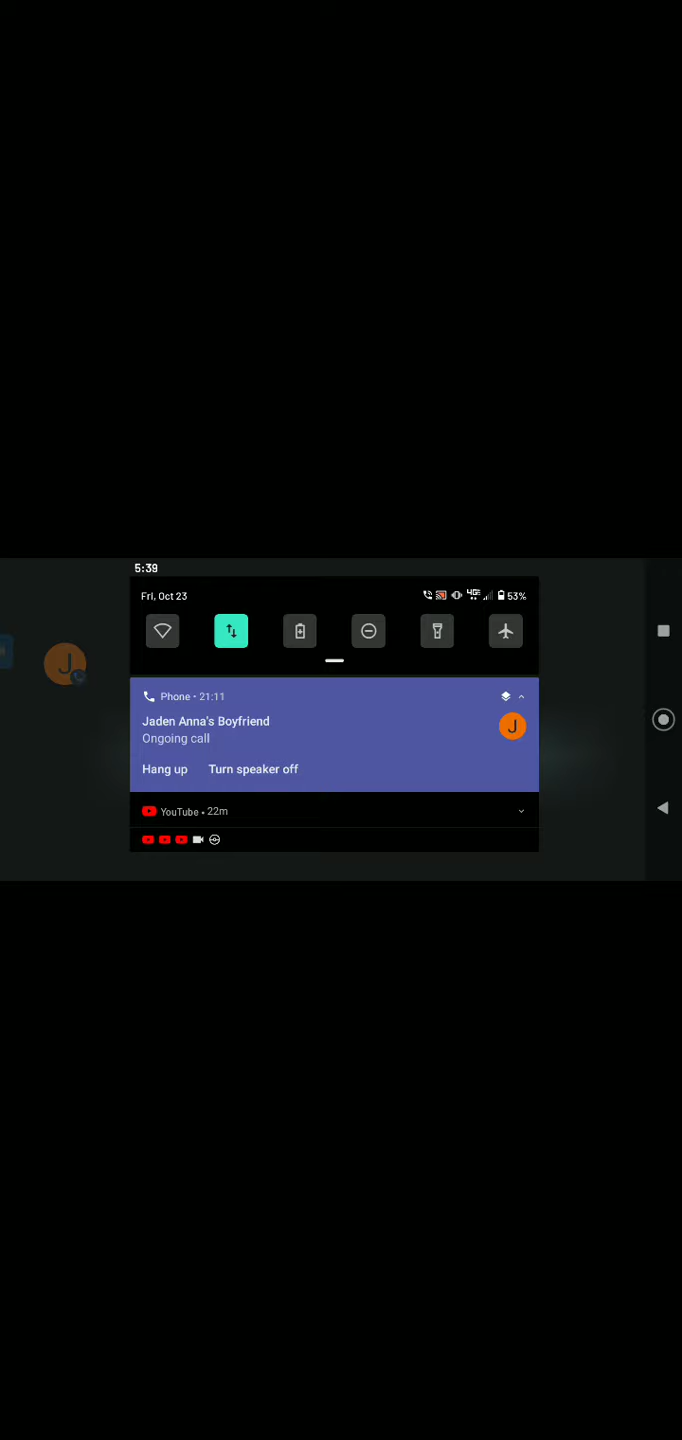 5:39
Fri, Oct 23
4GE 53%
Phone • 21:11
Jaden Anna's Boyfriend
J
J
Ongoing call
Hang up Turn speaker off
YouTube • 22m